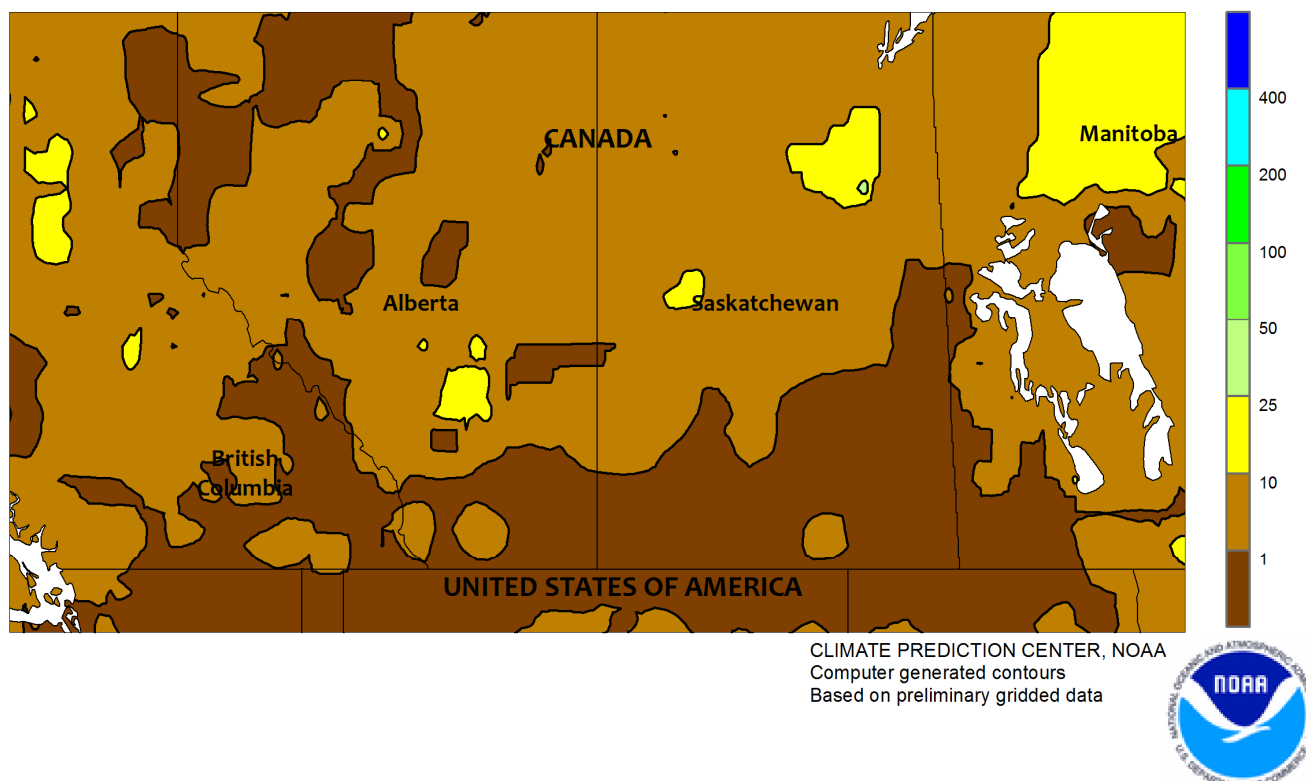 CANADA
Manitoba
Alberta
Saskatchewan
British
Columbia
UNITED STATES OF AMERICA
400
200
100
50
25
10
1
CLIMATE PREDICTION CENTER, NOAA
Computer generated contours
Based on preliminary gridded data
NOAA